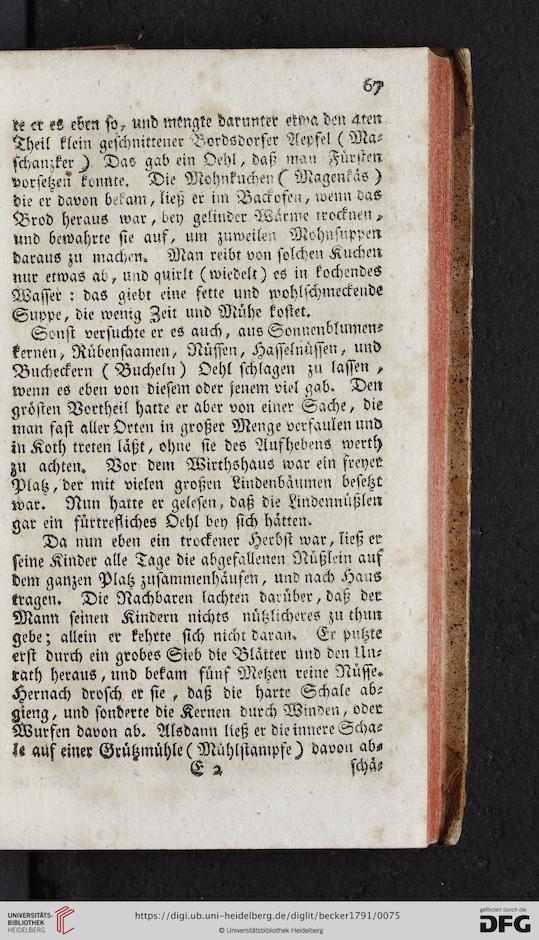 67
te er es eben so, und mengte darunter etwa den 4ten
Theil klein geschnittener Bordsdorfer Aepfel ( Ma⸗
schanzker ) Das gab ein Oehl, daß man Fürsten
vorsetzen konnte. Die Mohnkuchen ( Magenkäs )
die er davon bekam, ließ er im Backofen, wenn das
Brod heraus war, bey gelinder Wärme trocknen,
und bewahrte sie auf, um zuweilen Mohnsuppen
daraus zu machen. Man reibt von solchen Kuchen
nur etwas ab, und quirlt (wiedelt) es in kochendes
Wasser : das giebt eine fette und wohlschmeckende
Suppe, die wenig Zeit und Mühe kostet.
Sonst versuchte er es auch, aus Sonnenblumen⸗
kernen, Rübensaamen, Nüssen, Hasselnüssen, und
Bucheckern ( Bucheln ) Oehl schlagen zu lassen,
wenn es eben von diesem oder jenem viel gab. Den
grösten Vortheil hatte er aber von einer Sache, die
man fast aller Orten in großer Menge verfaulen und
in Koth treten läßt, ohne sie des Aufhebens werth
zu achten. Vor dem Wirthshaus war ein freyer
Platz, der mit vielen großen Lindenbäumen besetzt
war. Nun hatte er gelesen, daß die Lindennüßlen
gar ein fürtrefliches Oehl bey sich hätten.
Da nun eben ein trockener Herbst war, ließ er
seine Kinder alle Tage die abgefallenen Nüßlein auf
dem ganzen Platz zusammenhäufen, und nach Haus
tragen. Die Nachbaren lachten darüber, daß der
Mann seinen Kindern nichts nützlicheres zu thun
gebe; allein er kehrte sich nicht daran. Er putzte
erst durch ein grobes Sieb die Blätter und den Un⸗
rath heraus, und bekam fünf Metzen reine Nüsse.
Hernach drosch er sie, daß die harte Schale ab⸗
gieng, und sonderte die Kernen durch Winden, oder
Wurfen davon ab. Alsdann ließ er die innere Scha⸗
le auf einer Grützmühle ( Mühlstampfe ) davon ab⸗
E 2 schä⸗
UNIVERSITÄTS-
BIBLIOTHEK
HEIDELBERG
https://digi.ub.uni-heidelberg.de/diglit/becker1791/0075
© Universitätsbibliothek Heidelberg
gefördert durch die
DFG